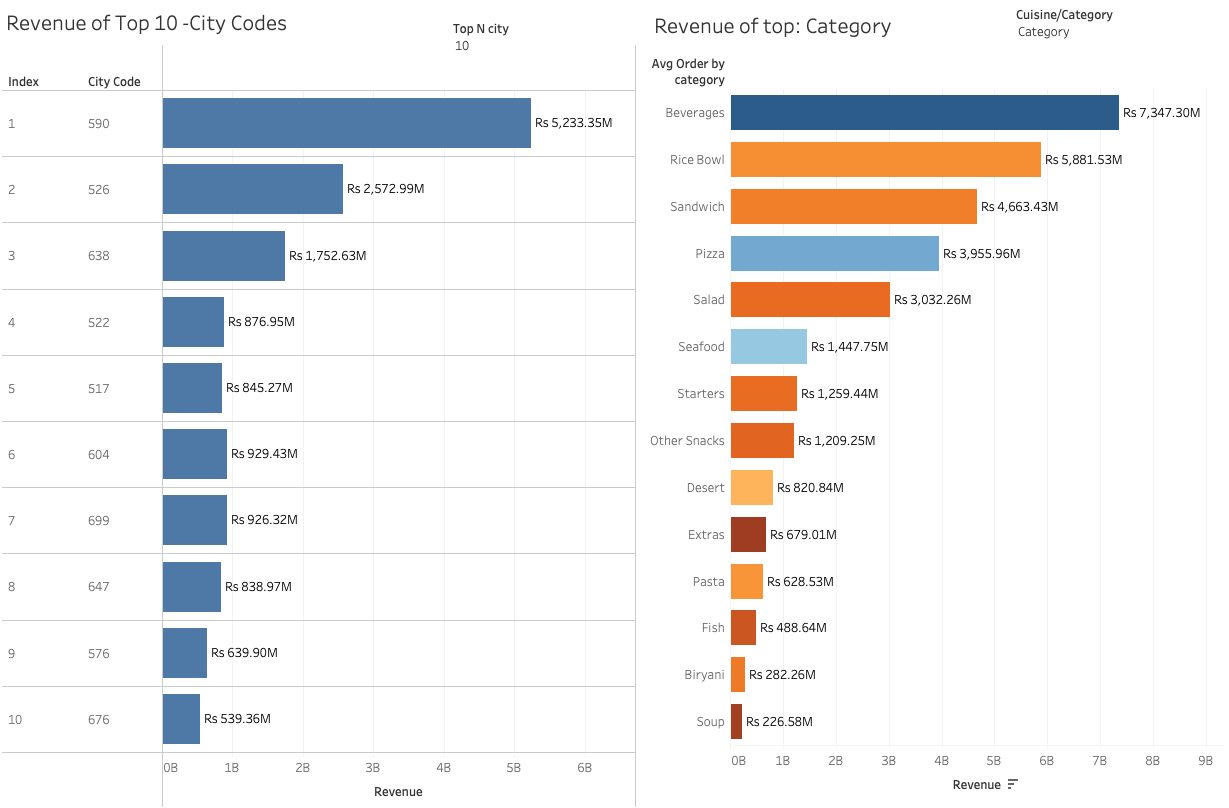 Revenue of Top 10 -City Codes
Top N city
10
Index City Code
1 590 Rs 5,233.35M
2 526 Rs 2,572.99M
3 638 Rs 1,752.63M
4 522 Rs 876.95M
5 517 Rs 845.27M
6 604 Rs 929.43M
7 699 Rs 926.32M
8 647 Rs 838.97M
9 576 Rs 639.90M
10 676 Rs 539.36M
0B 1B 2B 3B 4B 5B 6B
Revenue
Revenue of top: Category
Cuisine/Category
Category
Avg Order by
category
Beverages Rs 7,347.30M
Rice Bowl Rs 5,881.53M
Sandwich Rs 4,663.43M
Pizza Rs 3,955.96M
Salad Rs 3,032.26M
Seafood Rs 1,447.75M
Starters Rs 1,259.44M
Other Snacks Rs 1,209.25M
Desert Rs 820.84M
Extras Rs 679.01M
Pasta Rs 628.53M
Fish Rs 488.64M
Biryani Rs 282.26M
Soup Rs 226.58M
0B 1B 2B 3B 4B 5B 6B 7B 8B 9B
Revenue